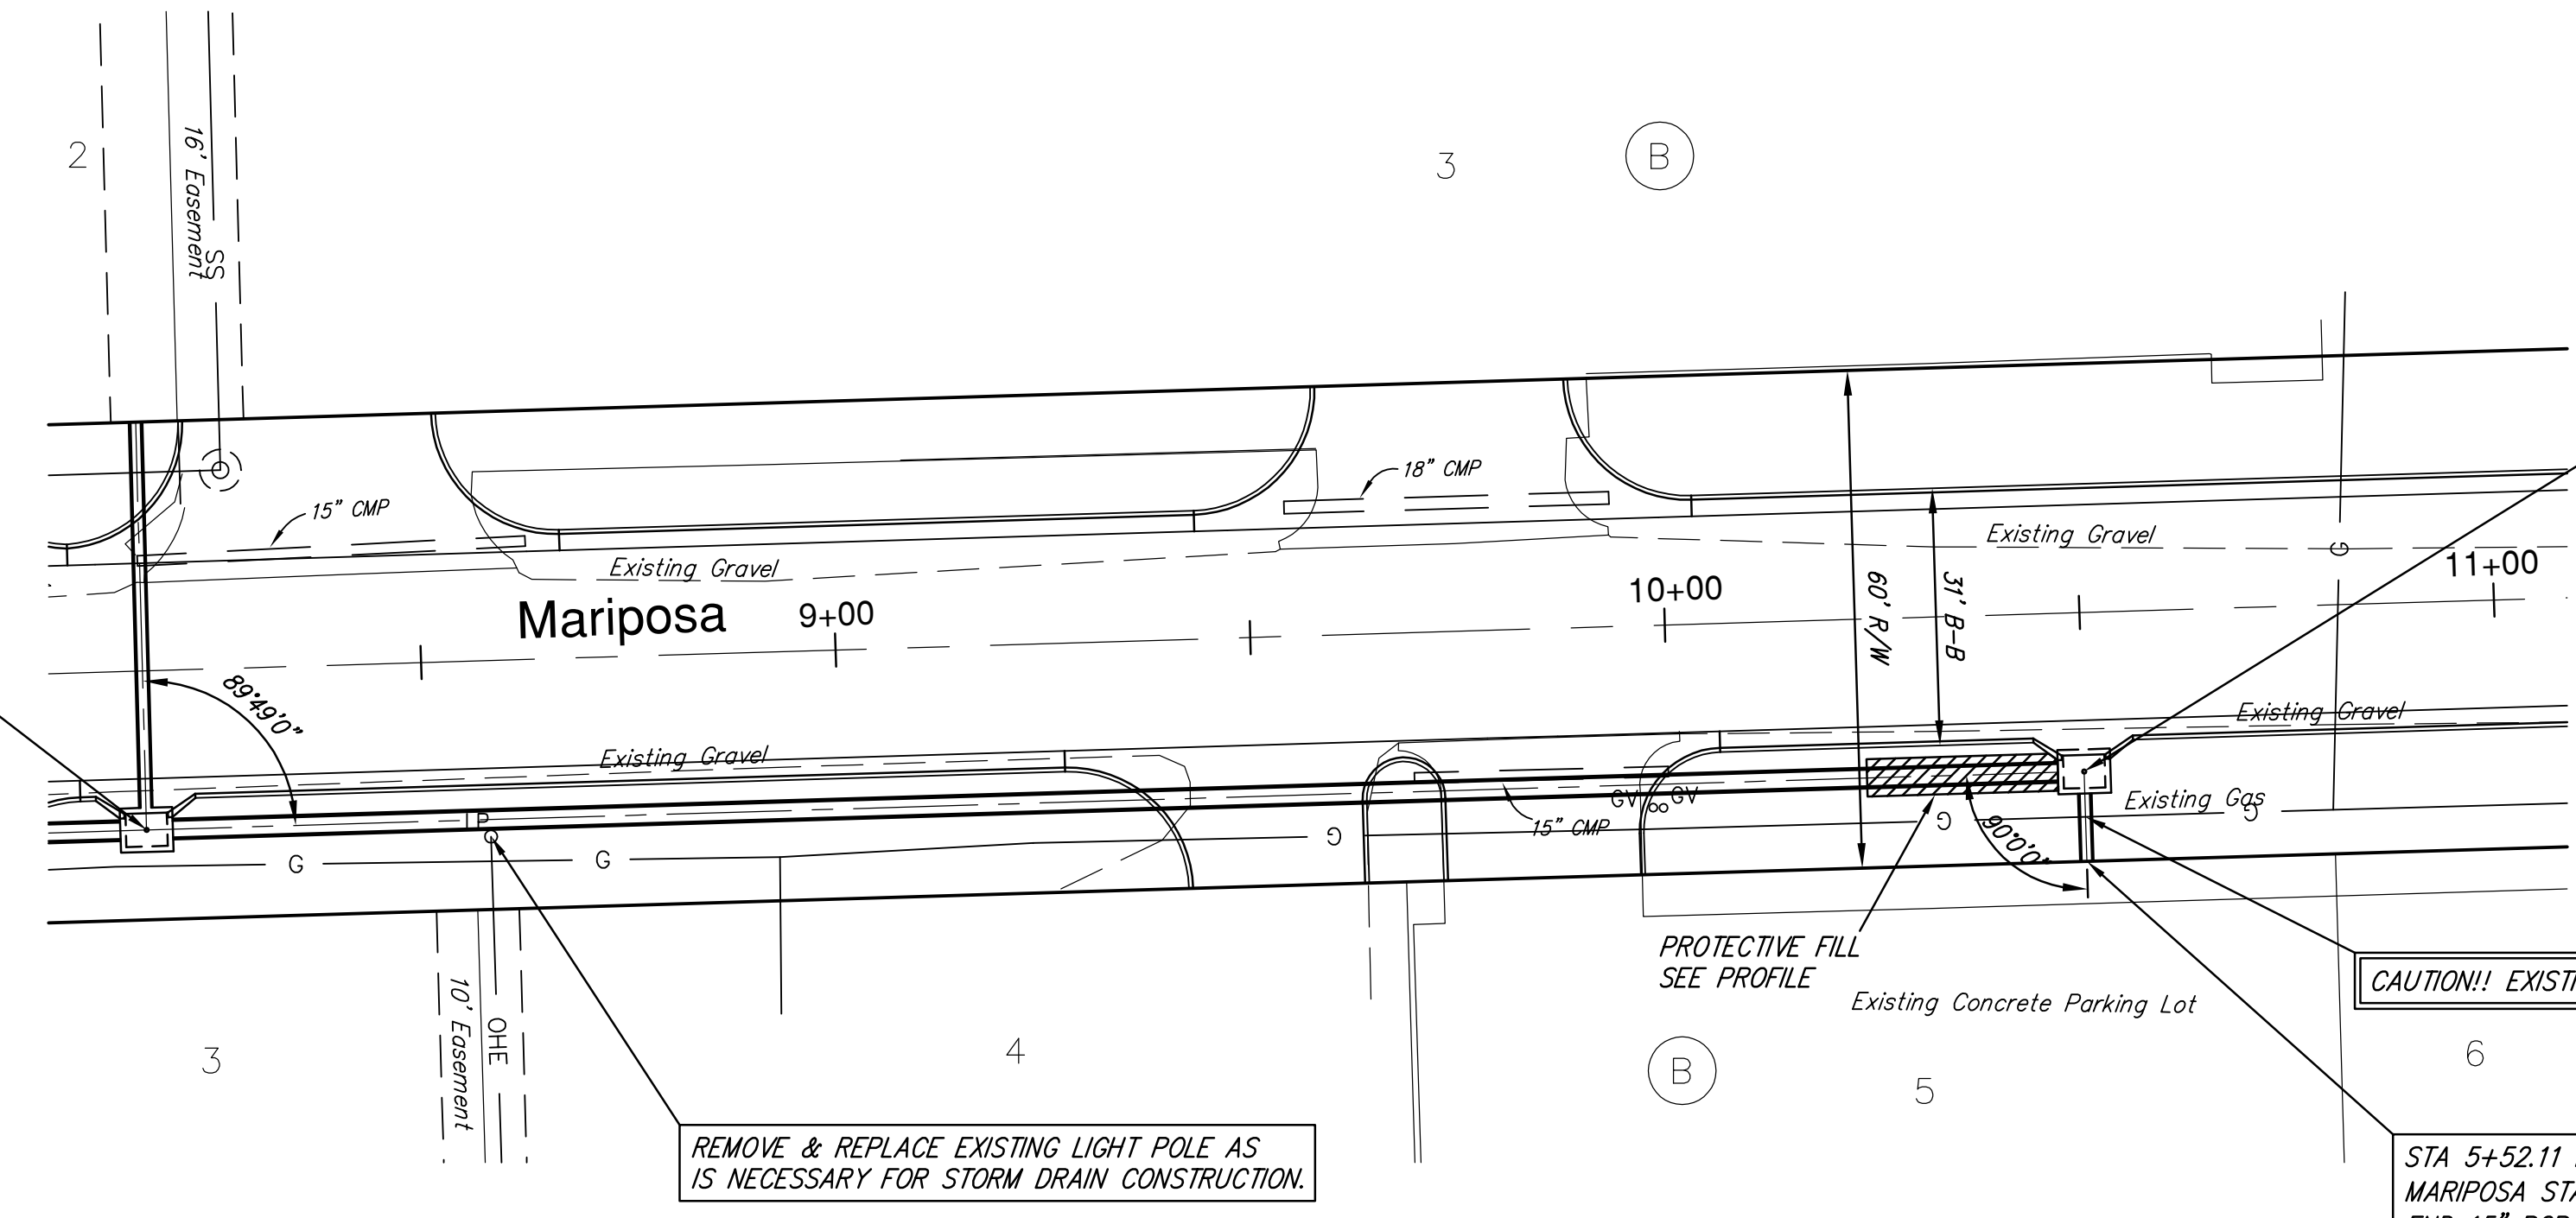 2
16' Easement
SS
3
B
15" CMP
18" CMP
Existing Gravel
Existing Gravel
Mariposa
9+00
10+00
11+00
60' R/W
31' B-B
G
89°49'0"
Existing Gravel
Existing Gravel
P
G
G
G
15" CMP
GV
GV
G
Existing Gas
G
90°0'0"
PROTECTIVE FILL
SEE PROFILE
Existing Concrete Parking Lot
CAUTION!!
3
10' Easement
OHE
4
B
5
6
REMOVE & REPLACE EXISTING LIGHT POLE AS
IS NECESSARY FOR STORM DRAIN CONSTRUCTION.
STA 5+52.11
MARIPOSA